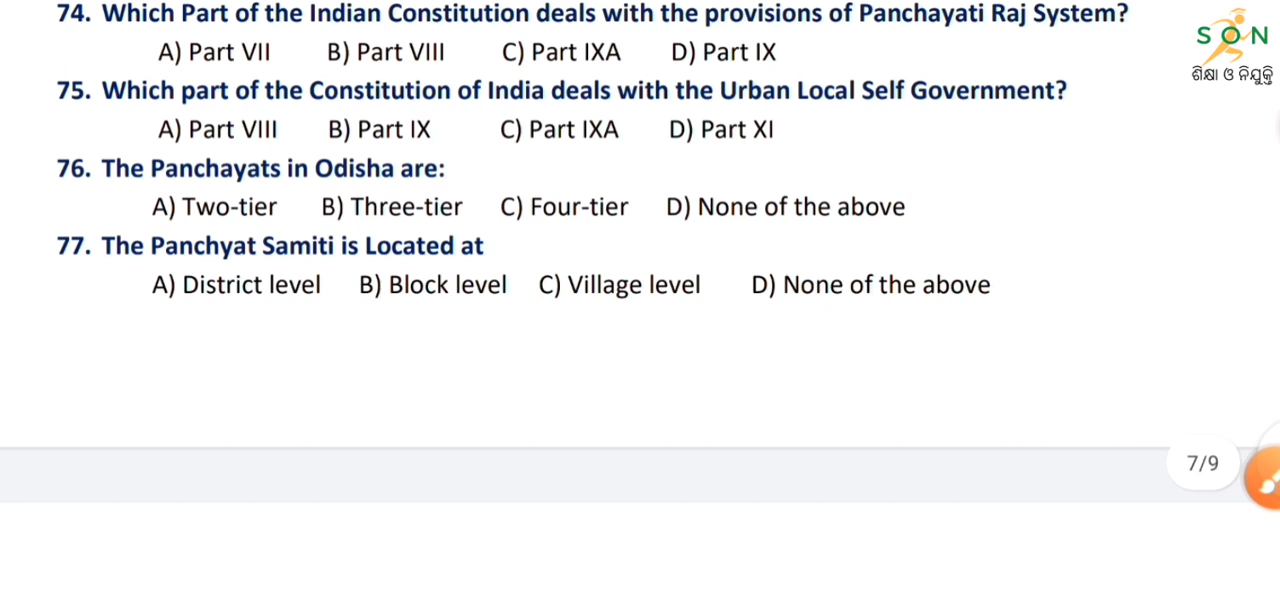 74. Which Part of the Indian Constitution deals with the provisions of Panchayati Raj System?
A) Part VII B) Part VIII C) Part IXA D) Part IX
75. Which part of the Constitution of India deals with the Urban Local Self Government?
A) Part VIII B) Part IX C) Part IXA D) Part XI
76. The Panchayats in Odisha are:
A) Two-tier B) Three-tier C) Four-tier D) None of the above
77. The Panchyat Samiti is Located at
A) District level B) Block level C) Village level D) None of the above
SON
ଶିକ୍ଷା ଓ ନିଯୁକ୍ତି
7/9